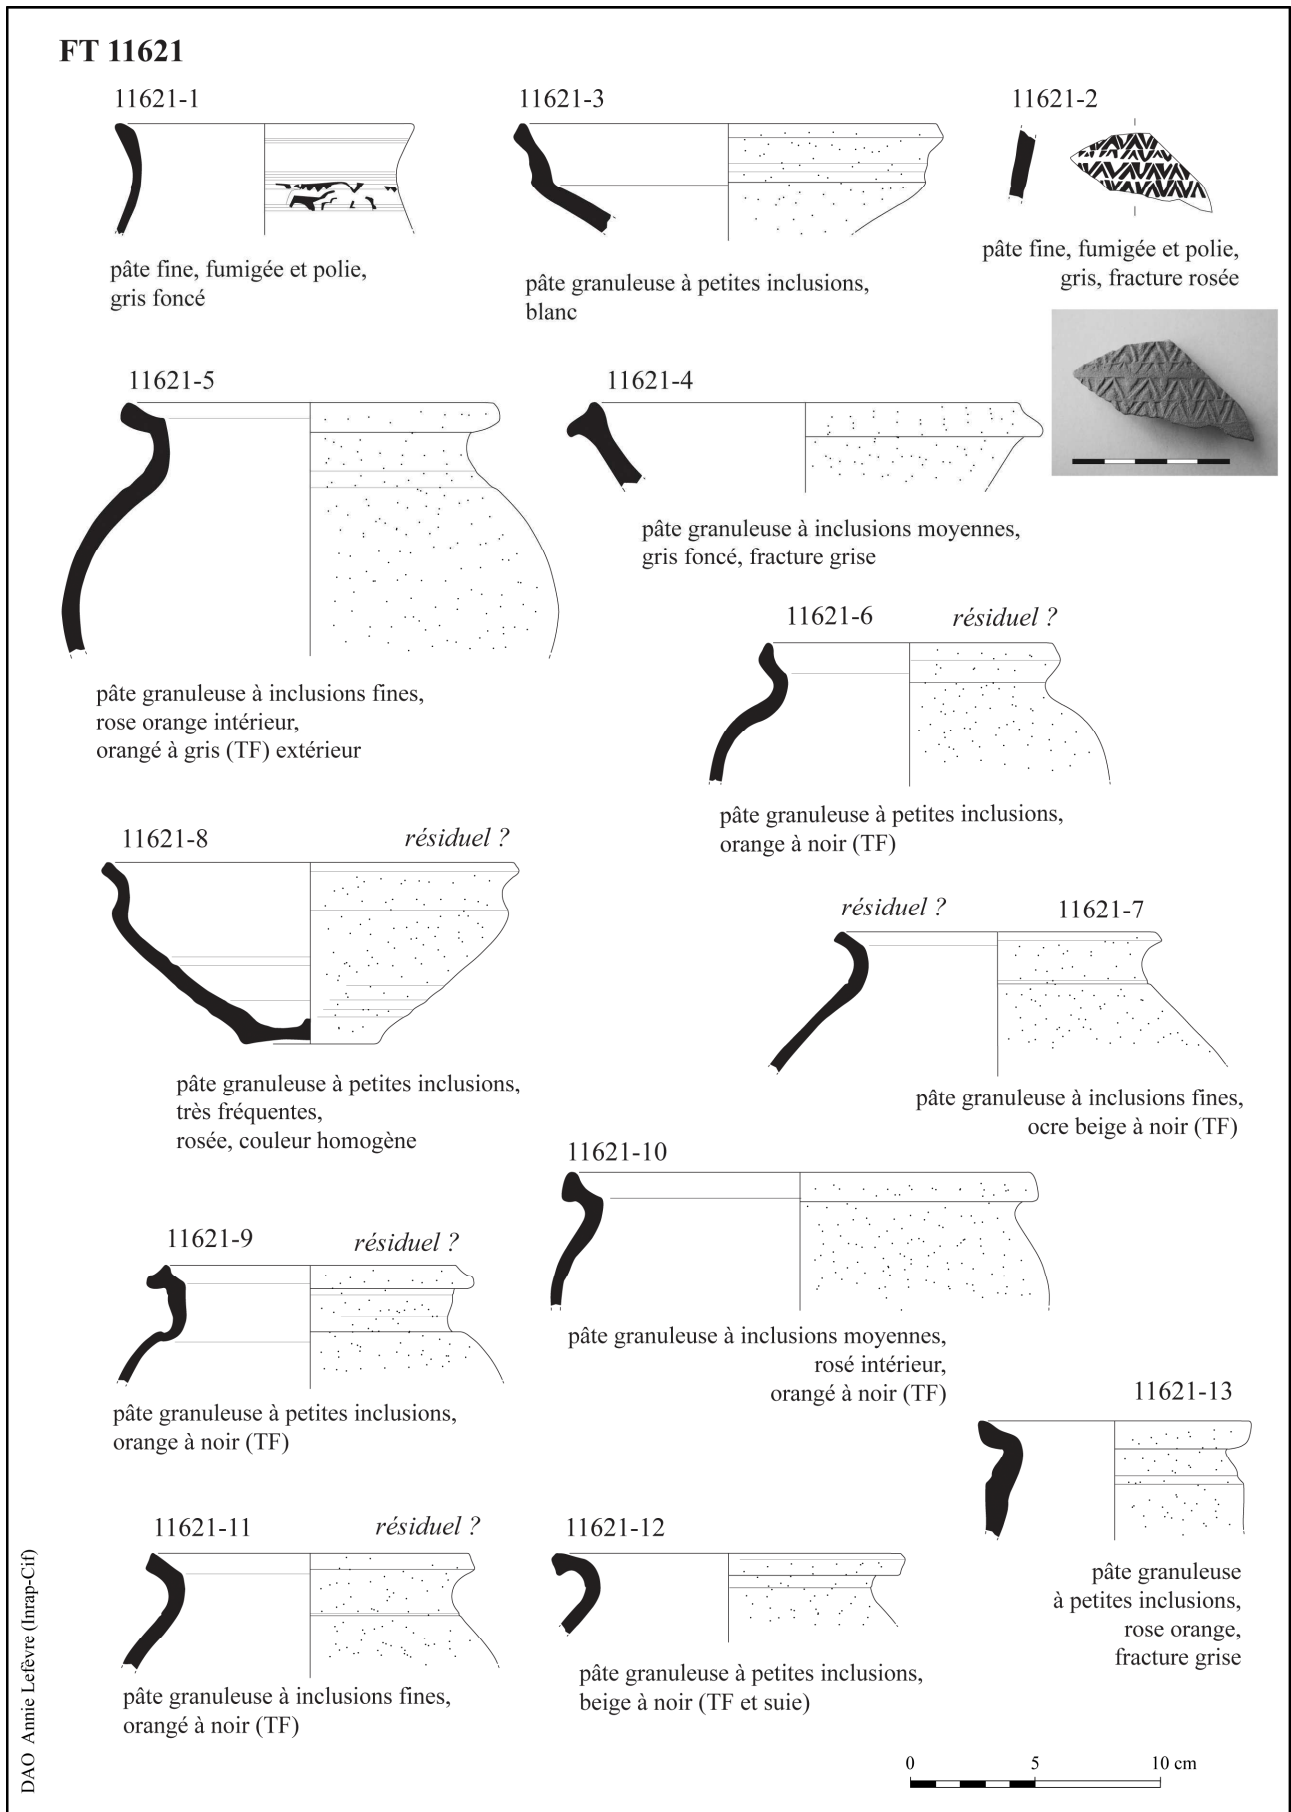 FT 11621
11621-1
pâte fine, fumigée et polie,
gris foncé
11621-3
pâte granuleuse à petites inclusions,
blanc
11621-2
pâte fine, fumigée et polie,
gris, fracture rosée
11621-5
pâte granuleuse à inclusions fines,
rose orange intérieur,
orangé à gris (TF) extérieur
11621-4
pâte granuleuse à inclusions moyennes,
gris foncé, fracture grise
11621-6 résiduel ?
pâte granuleuse à petites inclusions,
orange à noir (TF)
11621-8 résiduel ?
pâte granuleuse à petites inclusions,
très fréquentes,
rosée, couleur homogène
résiduel ? 11621-7
pâte granuleuse à inclusions fines,
ocre beige à noir (TF)
11621-10
pâte granuleuse à inclusions moyennes,
rosé intérieur,
orangé à noir (TF)
11621-9 résiduel ?
pâte granuleuse à petites inclusions,
orange à noir (TF)
11621-13
pâte granuleuse
à petites inclusions,
rose orange,
fracture grise
11621-11 résiduel ?
pâte granuleuse à inclusions fines,
orangé à noir (TF)
11621-12
pâte granuleuse à petites inclusions,
beige à noir (TF et suie)
0 5 10 cm
DAO Annie Lefèvre (Inrap-Cif)